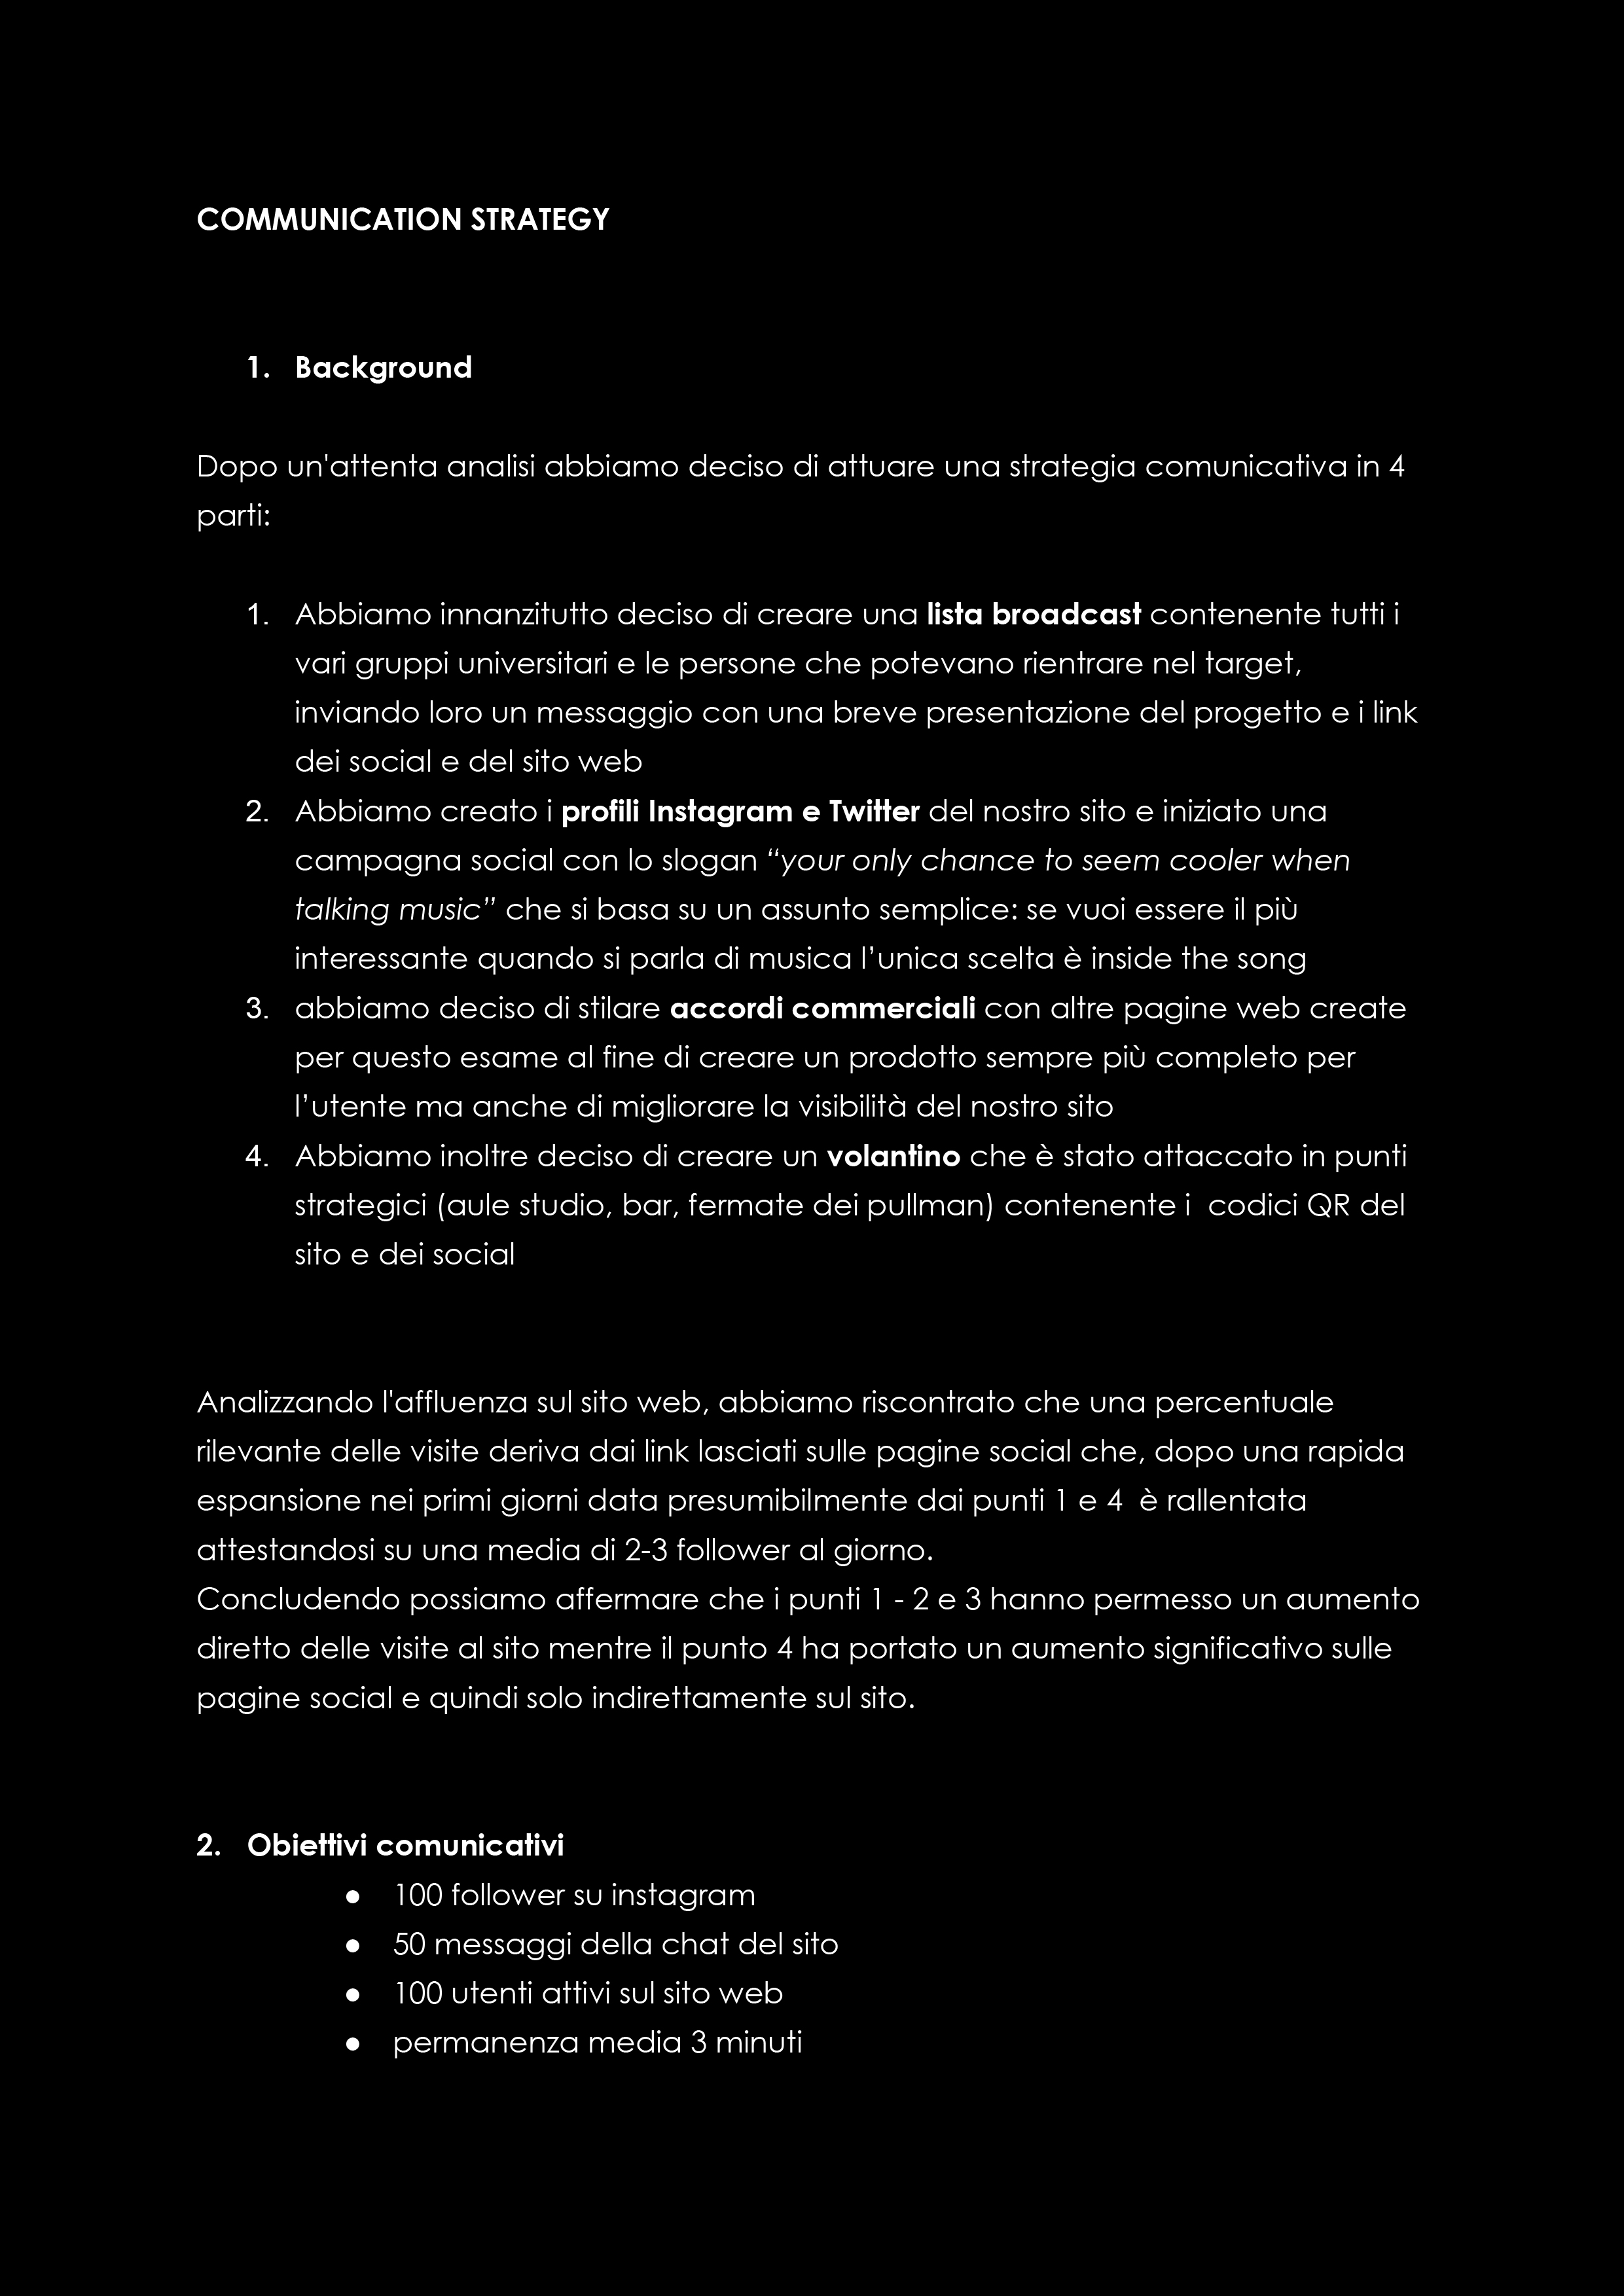 COMMUNICATION STRATEGY
1. Background
Dopo un'attenta analisi abbiamo deciso di attuare una strategia comunicativa in 4
parti:
1. Abbiamo innanzitutto deciso di creare una lista broadcast contenente tutti i
vari gruppi universitari e le persone che potevano rientrare nel target,
inviando loro un messaggio con una breve presentazione del progetto e i link
dei social e del sito web
2. Abbiamo creato i profili Instagram e Twitter del nostro sito e iniziato una
campagna social con lo slogan “your only chance to seem cooler when
talking music” che si basa su un assunto semplice: se vuoi essere il più
interessante quando si parla di musica l’unica scelta è inside the song
3. abbiamo deciso di stilare accordi commerciali con altre pagine web create
per questo esame al fine di creare un prodotto sempre più completo per
l’utente ma anche di migliorare la visibilità del nostro sito
4. Abbiamo inoltre deciso di creare un volantino che è stato attaccato in punti
strategici (aule studio, bar, fermate dei pullman) contenente i  codici QR del
sito e dei social
Analizzando l'affluenza sul sito web, abbiamo riscontrato che una percentuale
rilevante delle visite deriva dai link lasciati sulle pagine social che, dopo una rapida
espansione nei primi giorni data presumibilmente dai punti 1 e 4  è rallentata
attestandosi su una media di 2-3 follower al giorno.
Concludendo possiamo affermare che i punti 1 - 2 e 3 hanno permesso un aumento
diretto delle visite al sito mentre il punto 4 ha portato un aumento significativo sulle
pagine social e quindi solo indirettamente sul sito.
2. Obiettivi comunicativi
● 100 follower su instagram
● 50 messaggi della chat del sito
● 100 utenti attivi sul sito web
● permanenza media 3 minuti